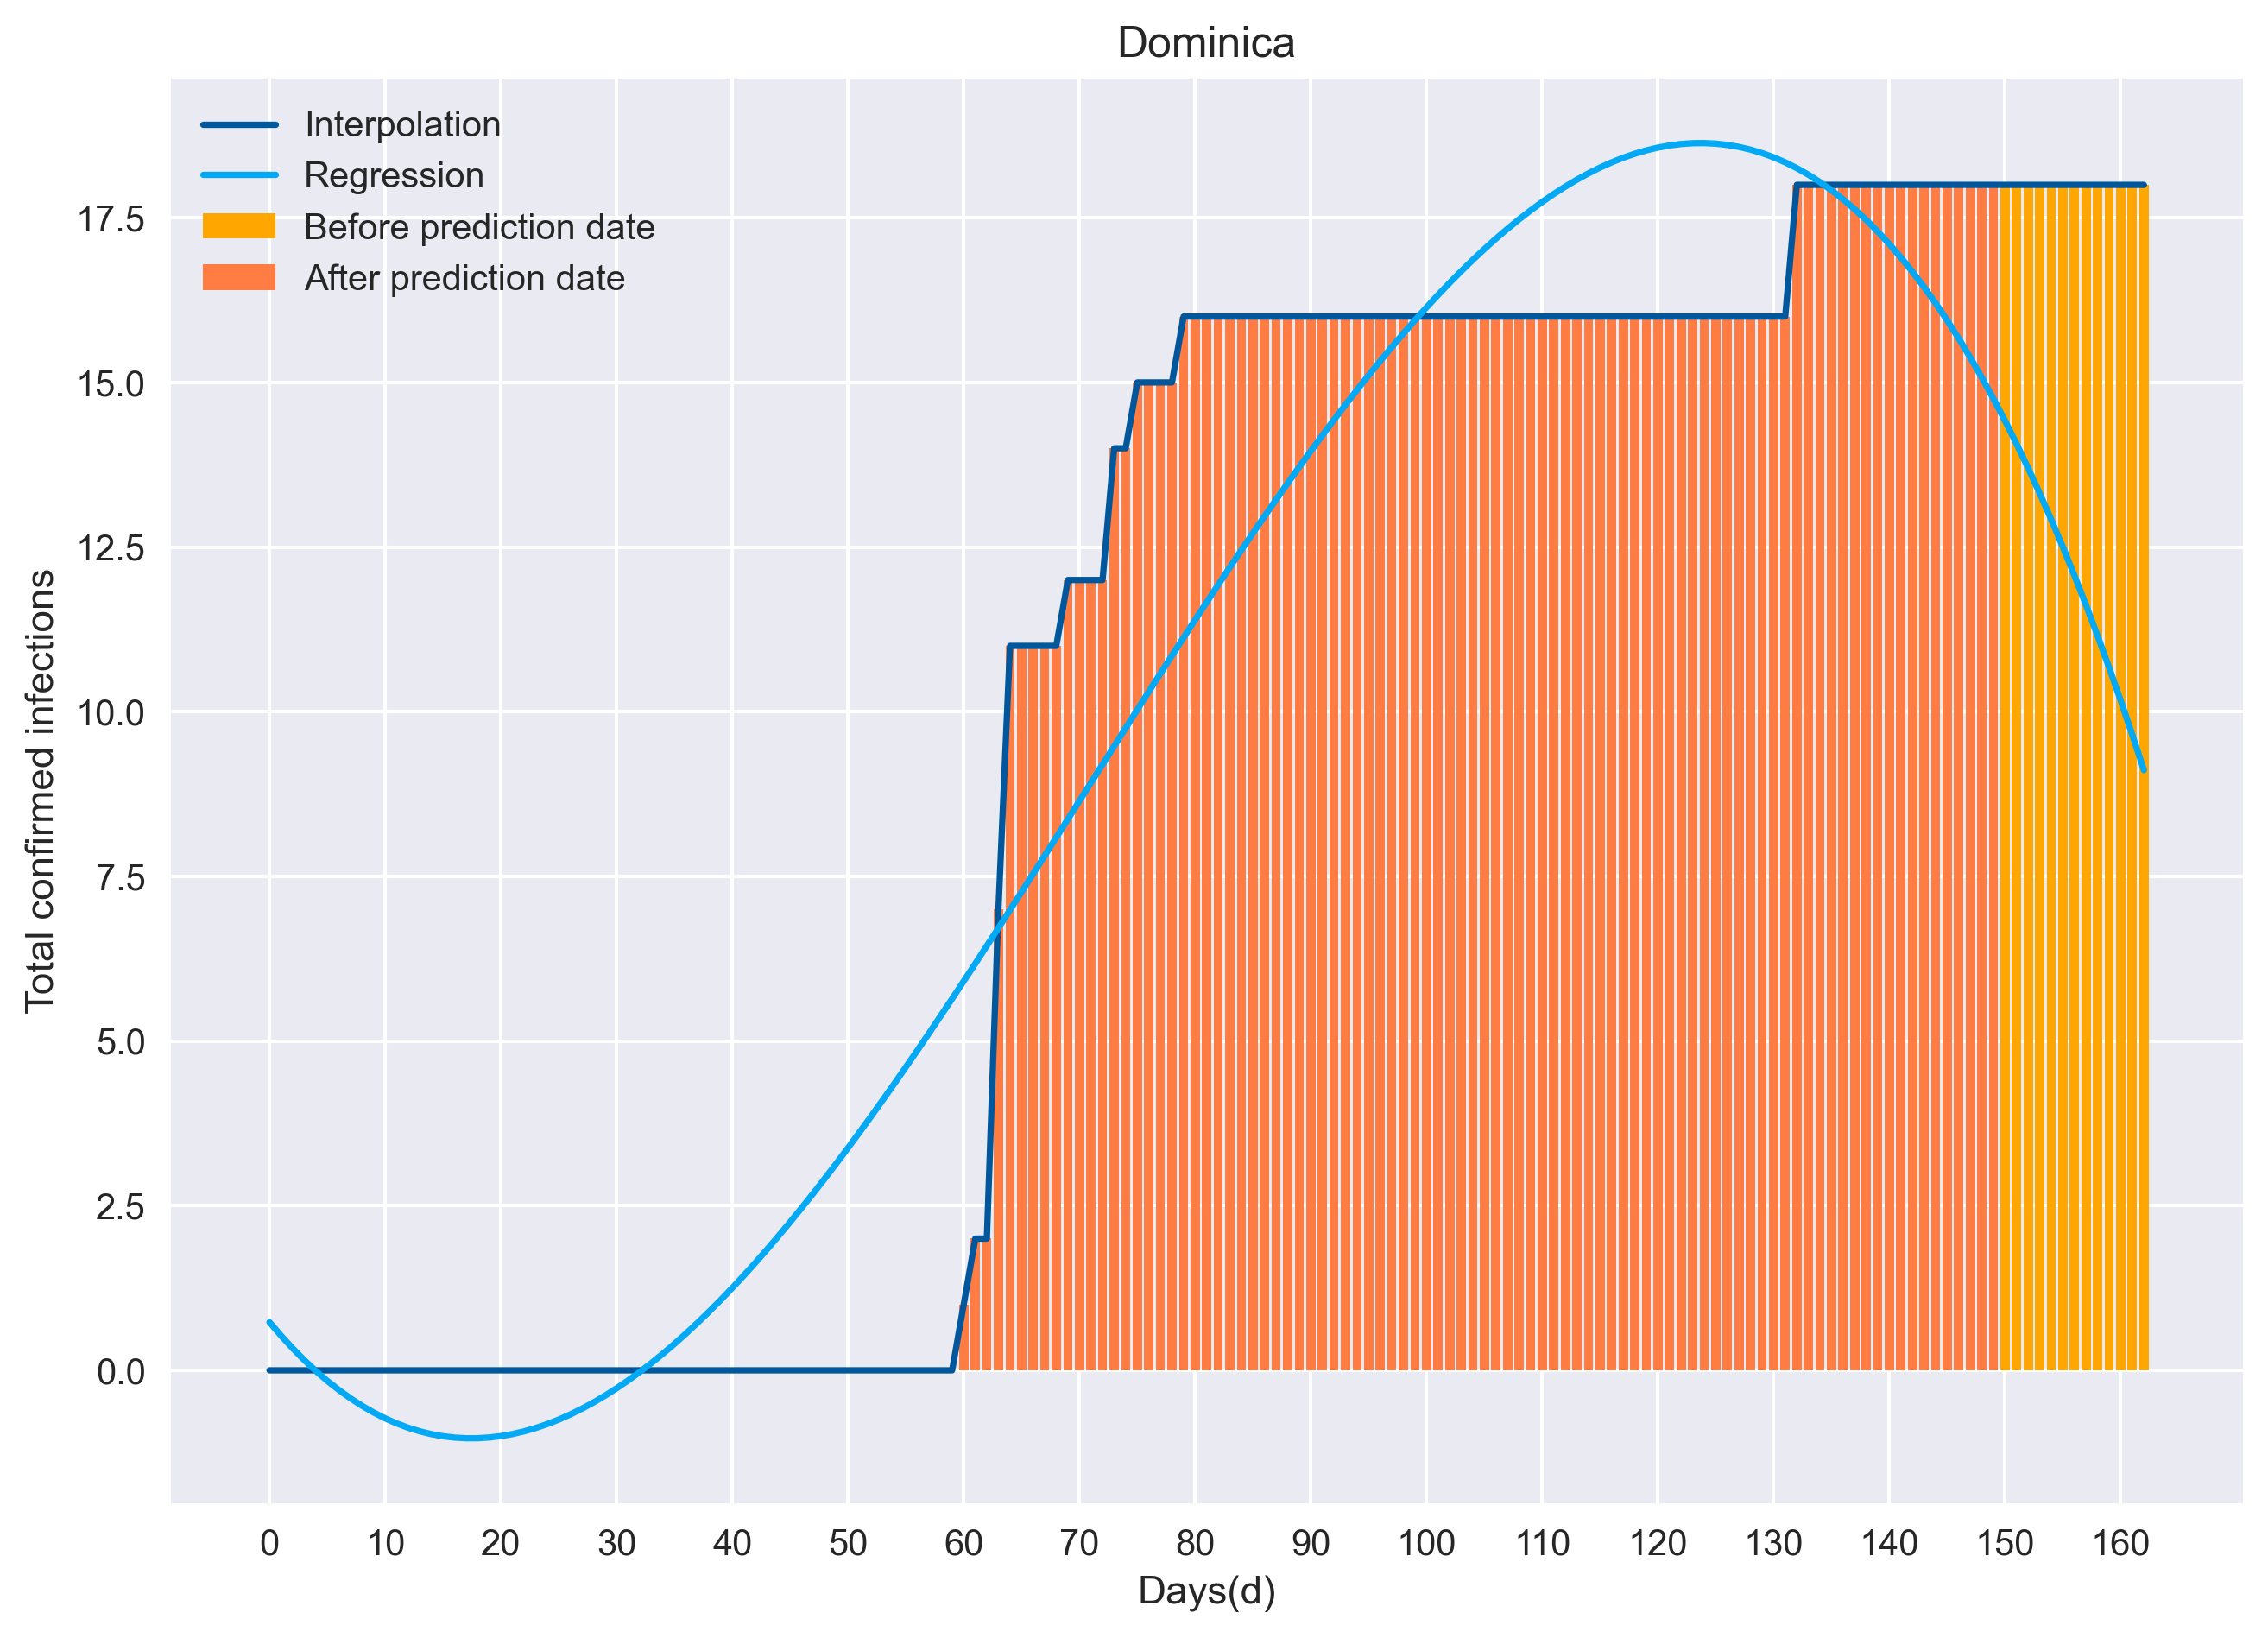 Dominica
Interpolation
Regression
Before prediction date
After prediction date
17.5
15.0
12.5
10.0
7.5
5.0
2.5
0.0
Total confirmed infections
0 10 20 30 40 50 60 70 80 90 100 110 120 130 140 150 160
Days(d)